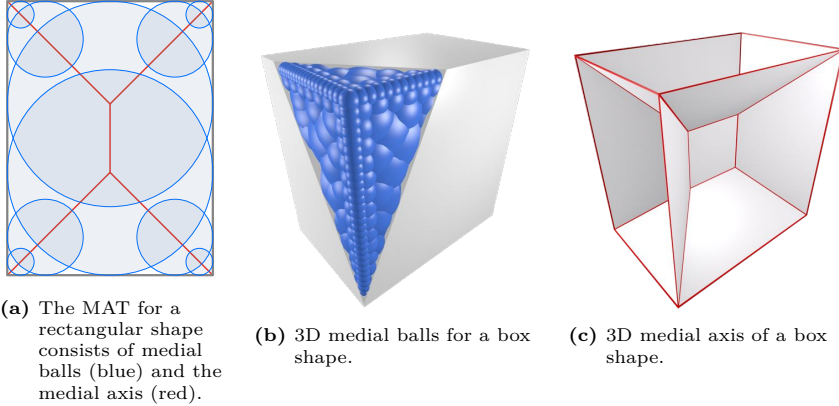 (a) The MAT for a
rectangular shape
consists of medial
balls (blue) and the
medial axis (red).
(b) 3D medial balls for a box
shape.
(c) 3D medial axis of a box
shape.